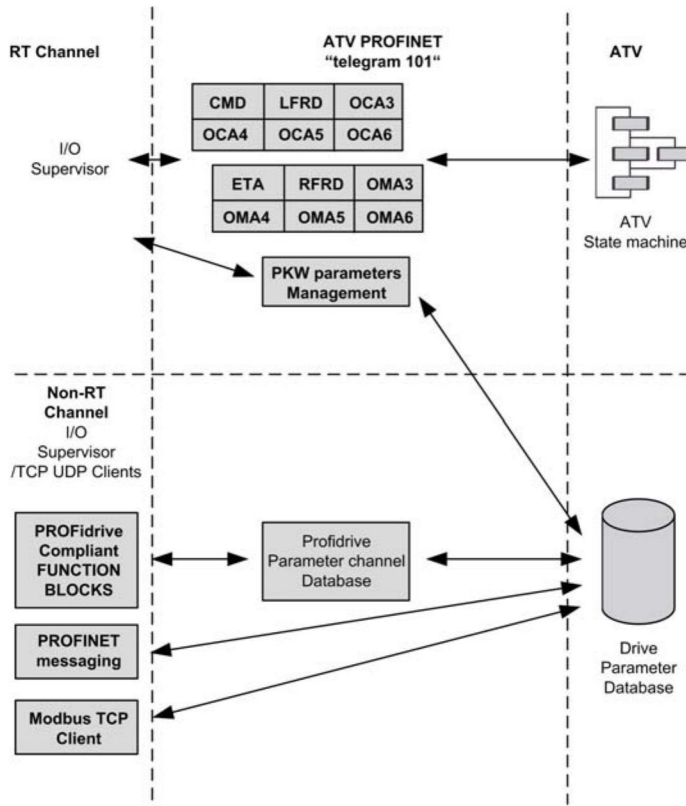 RT Channel
ATV PROFINET
“telegram 101“
ATV
CMD LFRD OCA3
OCA4 OCA5 OCA6
I/O
Supervisor
ETA RFRD OMA3
OMA4 OMA5 OMA6
ATV
State machine
PKW parameters
Management
Non-RT
Channel
I/O
Supervisor
/TCP UDP Clients
PROFidrive
Compliant
FUNCTION
BLOCKS
Profidrive
Parameter channel
Database
PROFINET
messaging
Drive
Parameter
Database
Modbus TCP
Client